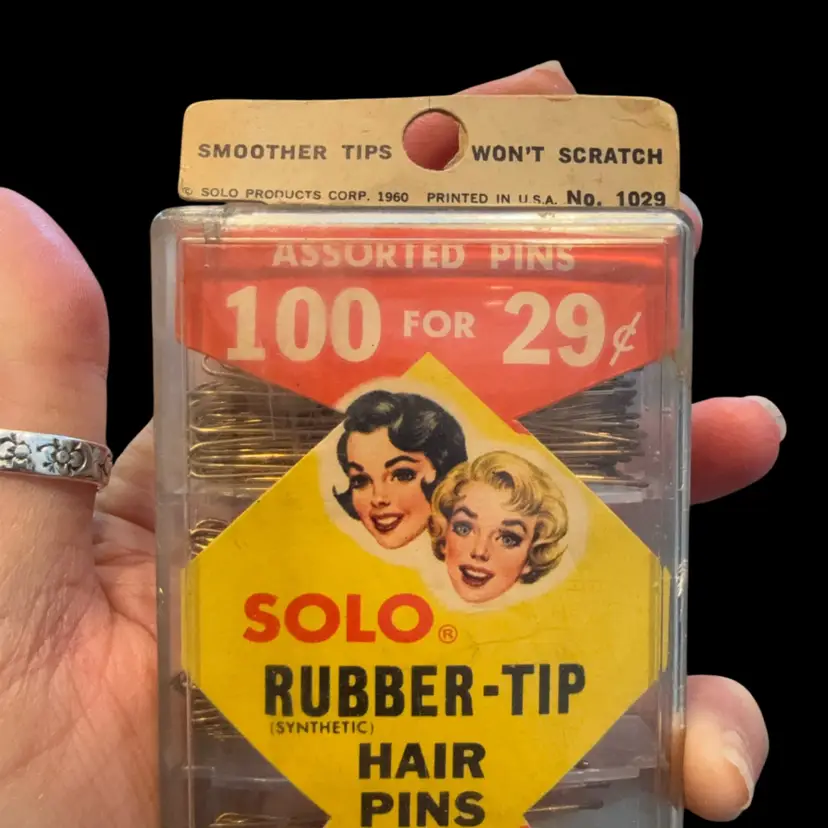 SMOOTHER TIPS WON'T SCRATCH
© SOLO PRODUCTS CORP. 1960 PRINTED IN U.S.A. No. 1029
ASSORTED PINS
100 FOR 29¢
SOLO®
RUBBER-TIP
(SYNTHETIC)
HAIR
PINS